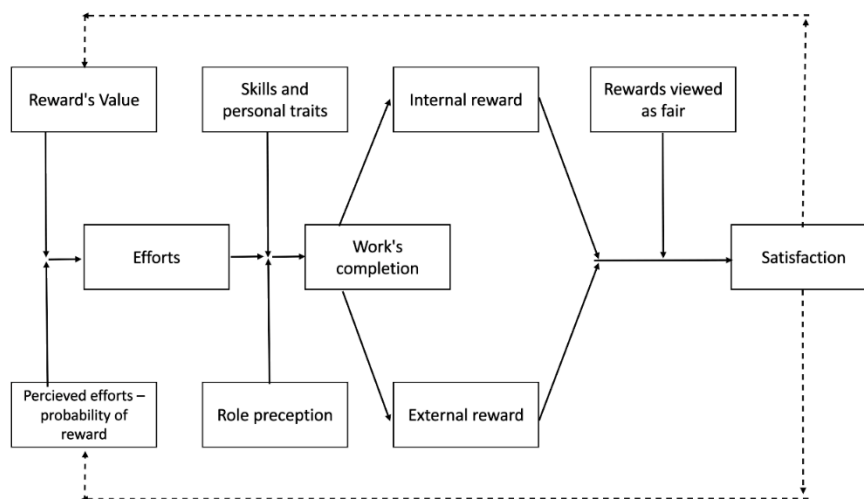 Reward's Value
Skills and
personal traits
Internal reward
Rewards viewed
as fair
Efforts
Work's
completion
Satisfaction
Percieved efforts –
probability of
reward
Role preception
External reward